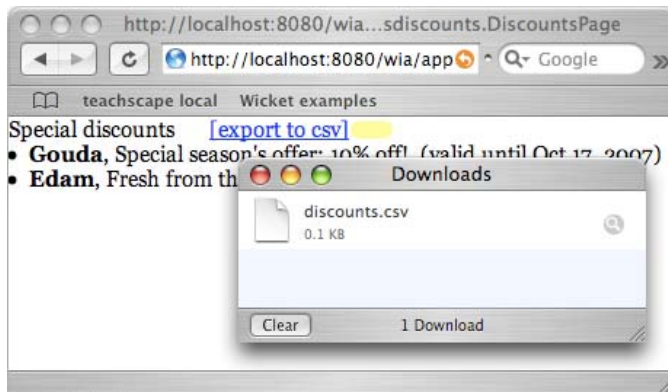 http://localhost:8080/wia...sdiscounts.DiscountsPage
http://localhost:8080/wia/app
Google
teachscape local Wicket examples
Special discounts [export to csv]
• Gouda, Special season's offer: 10% off! (valid until Oct 17, 2007)
• Edam, Fresh from th
Downloads
discounts.csv
0.1 KB
Clear
1 Download